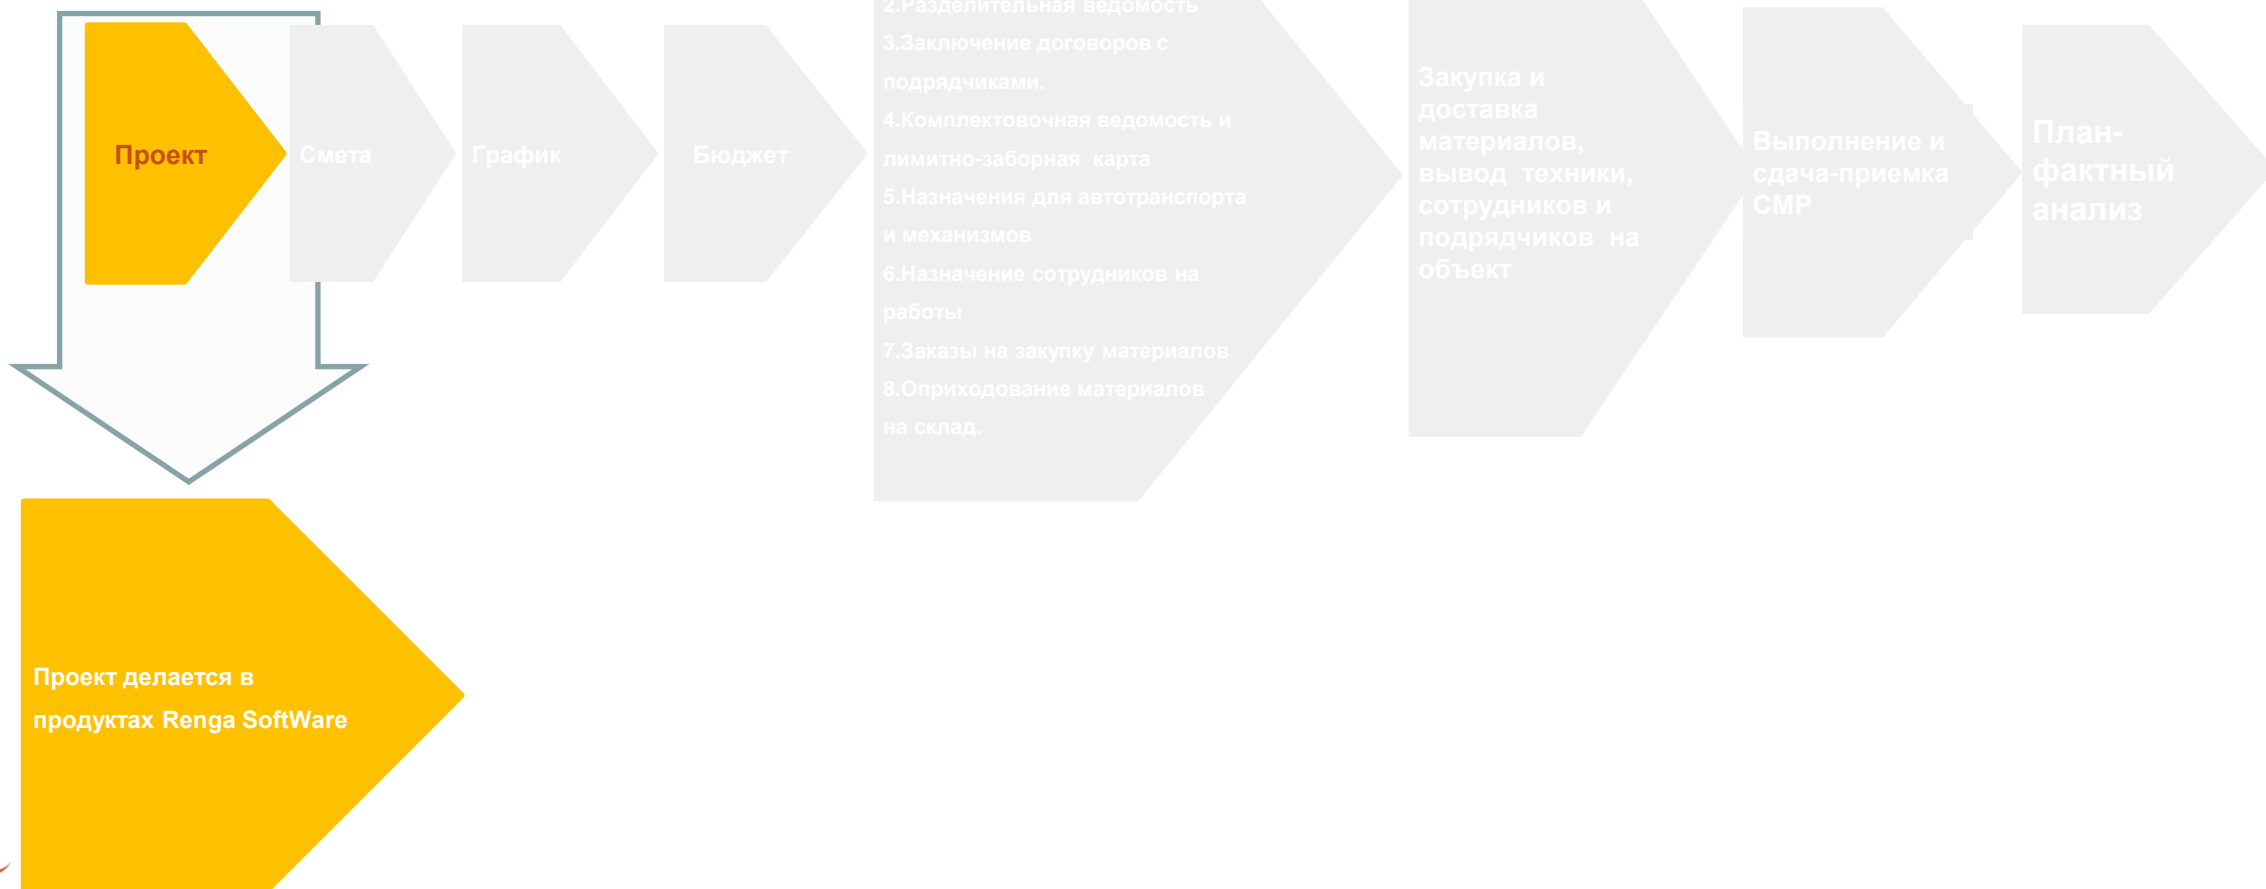 Проект
Смета
График
Бюджет
2.Разделительная ведомость
3.Заключение договоров с
подрядчиками.
4.Комплектовочная ведомость и
лимитно-заборная карта
5.Назначения для автотранспорта
и механизмов
6.Назначение сотрудников на
работы
7.Заказы на закупку материалов
8.Оприходование материалов
на склад.
Закупка и
доставка
материалов,
вывод техники,
сотрудников и
подрядчиков на
объект
Выполнение и
сдача-приемка
СМР
План-
фактный
анализ
Проект делается в
продуктах Renga SoftWare